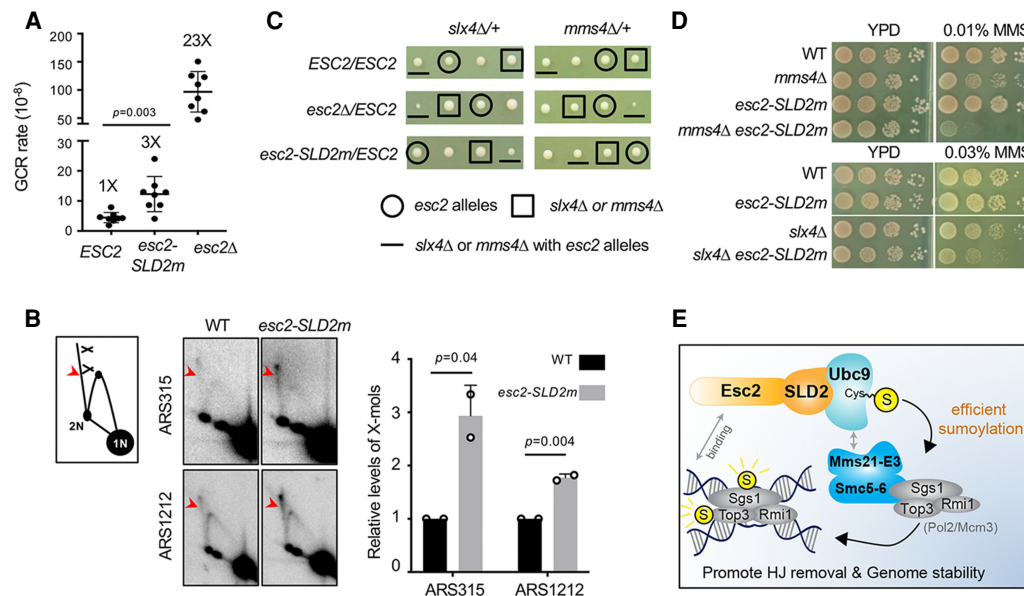 A
GCR rate (10⁻⁸)
200
150
100
50
30
20
10
0
23X
p=0.003
3X
1X
ESC2
esc2-
SLD2m
esc2Δ
C
slx4Δ/+
mms4Δ/+
ESC2/ESC2
esc2Δ/ESC2
esc2-SLD2m/ESC2
esc2 alleles
slx4Δ or mms4Δ
slx4Δ or mms4Δ with esc2 alleles
D
YPD
0.01% MMS
WT
mms4Δ
esc2-SLD2m
mms4Δ esc2-SLD2m
YPD
0.03% MMS
WT
esc2-SLD2m
slx4Δ
slx4Δ esc2-SLD2m
B
2N
1N
WT
esc2-SLD2m
ARS315
ARS1212
Relative levels of X-mols
4
3
2
1
0
p=0.04
p=0.004
WT
esc2-SLD2m
ARS315
ARS1212
E
Esc2
SLD2
Ubc9
Cys
S
efficient
sumoylation
binding
Mms21-E3
Smc5-6
Sgs1
Top3
Rmi1
(Pol2/Mcm3)
S
S
Sgs1
Top3
Rmi1
Promote HJ removal & Genome stability